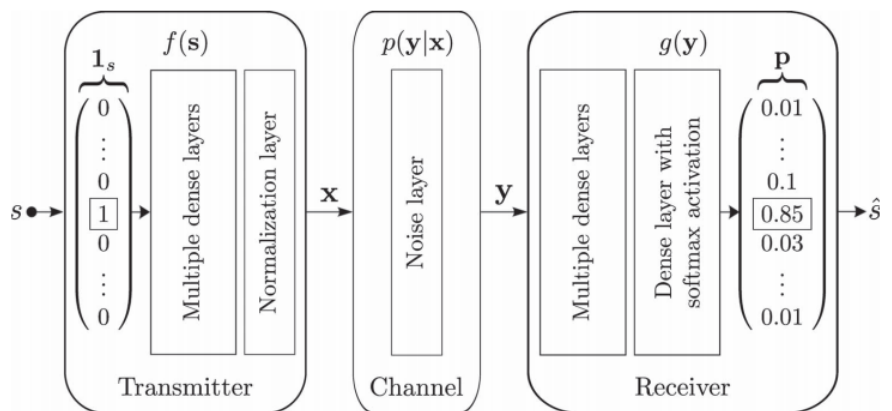 f(s)
1_s
0
⋮
0
1
0
⋮
0
Multiple dense layers
Normalization layer
Transmitter
s
x
p(y|x)
Noise layer
Channel
y
g(y)
Multiple dense layers
Dense layer with
softmax activation
p
0.01
⋮
0.1
0.85
0.03
⋮
0.01
Receiver
ŝ